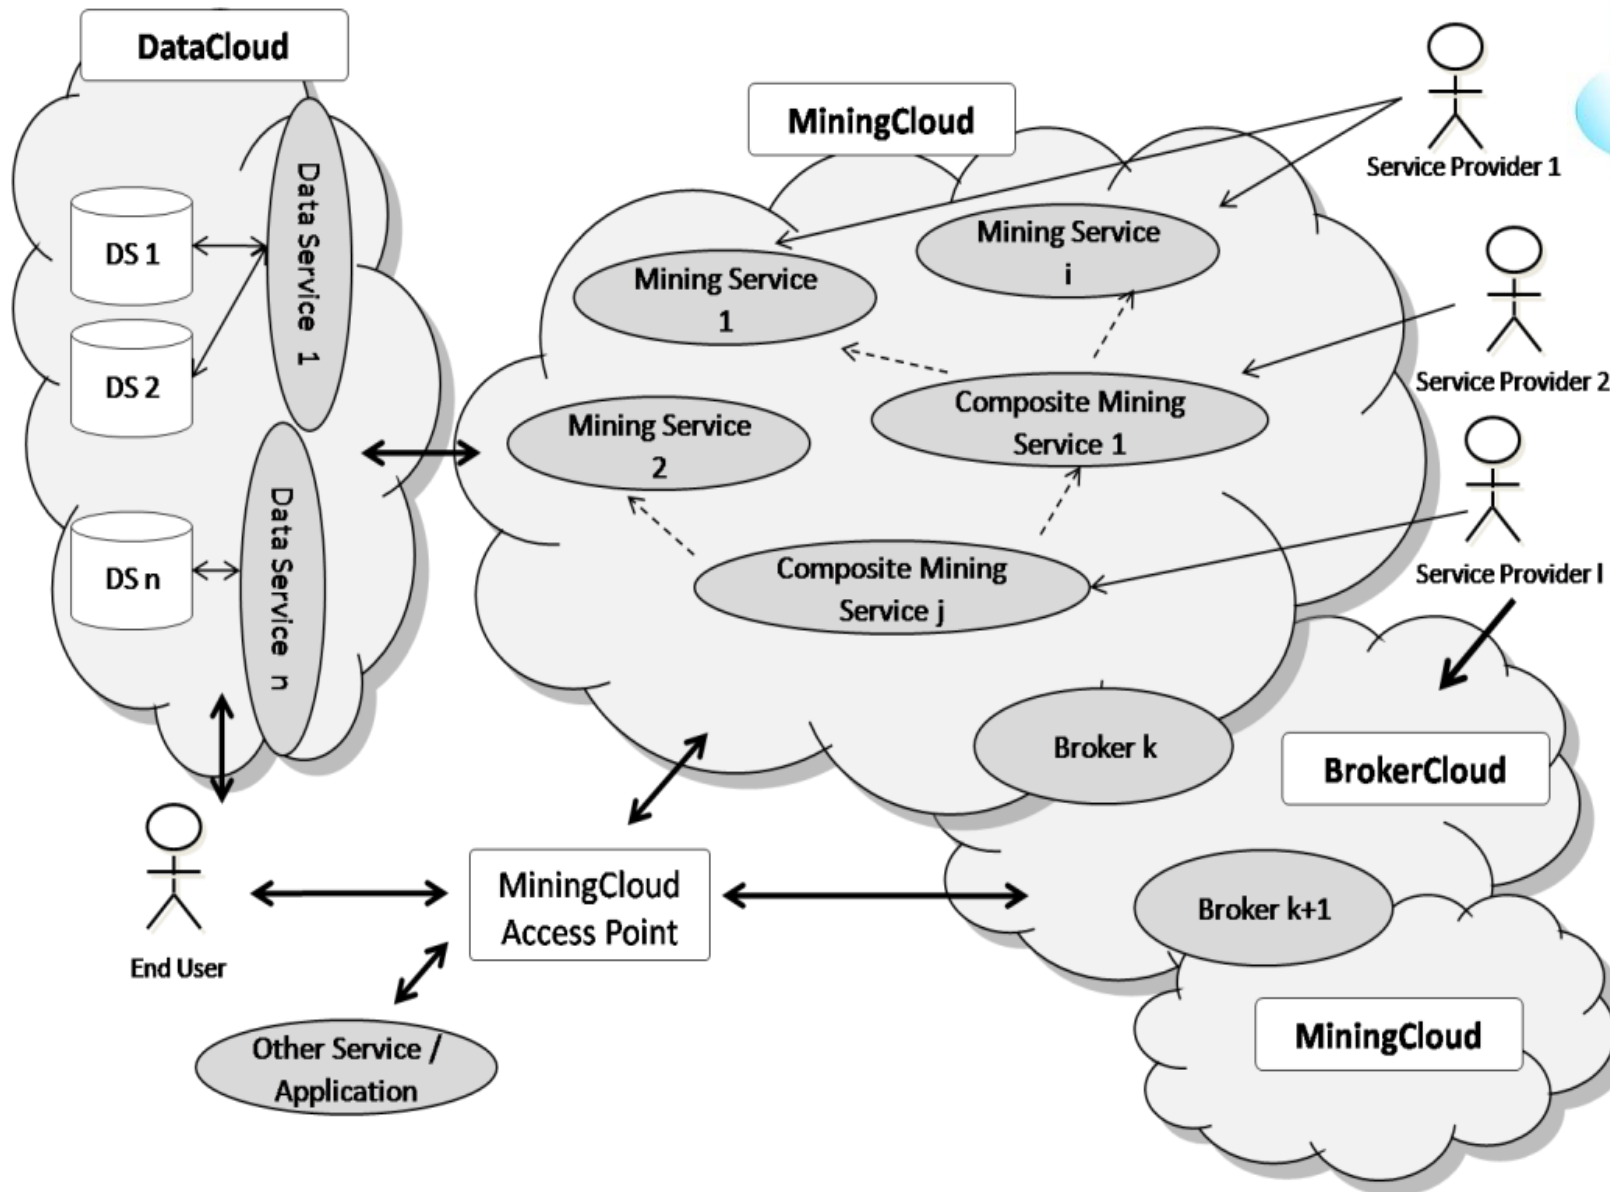 DataCloud
MiningCloud
Service Provider 1
Data Service 1
DS 1
Mining Service
i
Mining Service
1
DS 2
Service Provider 2
Composite Mining
Service 1
Mining Service
2
Data Service n
DS n
Composite Mining
Service j
Service Provider l
Broker k
BrokerCloud
MiningCloud
Access Point
Broker k+1
End User
MiningCloud
Other Service /
Application